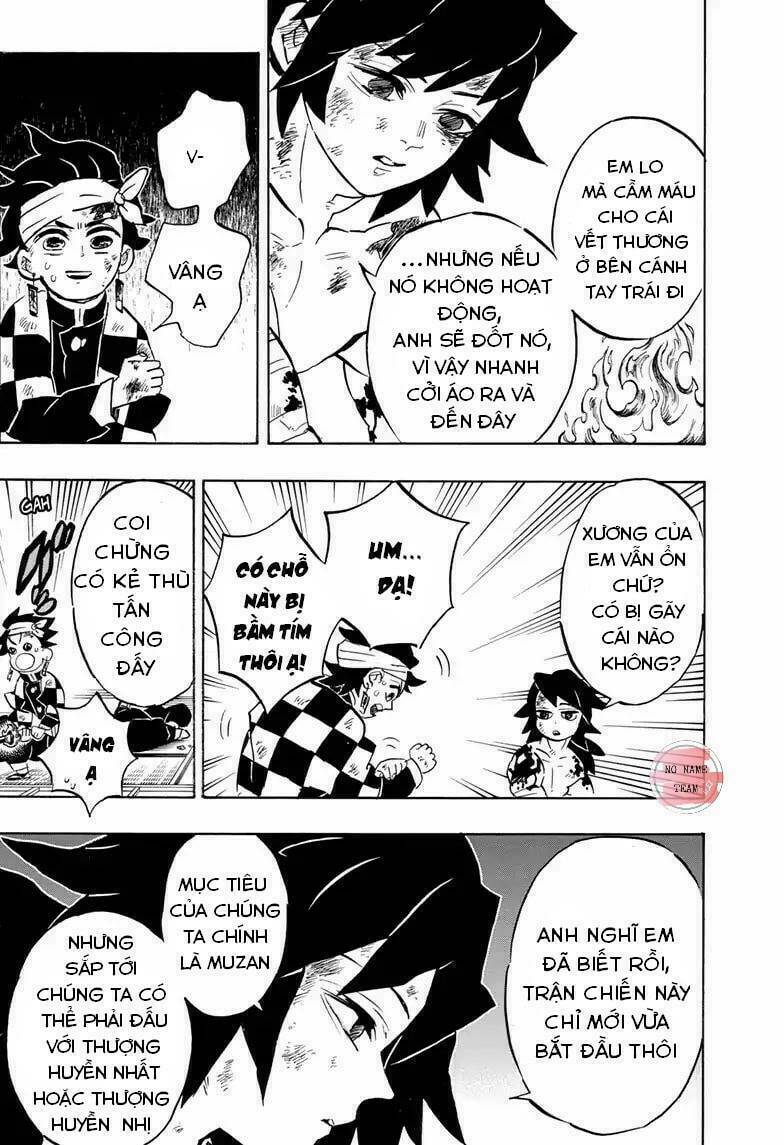 EM LO
MÀ CẦM MÁU
CHO CÁI
VẾT THƯƠNG
Ở BÊN CÁNH
TAY TRÁI ĐI
...NHƯNG NẾU
NÓ KHÔNG HOẠT
ĐỘNG,
ANH SẼ ĐỐT NÓ,
VÌ VẬY NHANH
CỞI ÁO RA VÀ
ĐẾN ĐÂY
V-
VÂNG
Ạ
XƯƠNG CỦA
EM VẪN ỔN
CHỨ?
CÓ BỊ GÃY
CÁI NÀO
KHÔNG?
UM...
DẠ!
CÓ CHỖ
NÀY BỊ
BẦM TÍM
THÔI Ạ!
COI
CHỪNG
CÓ KẺ THÙ
TẤN
CÔNG
ĐẤY
GAH
VÂNG
Ạ
NO NAME
TEAM
ANH NGHĨ EM
ĐÃ BIẾT RỒI,
TRẬN CHIẾN NÀY
CHỈ MỚI VỪA
BẮT ĐẦU THÔI
MỤC TIÊU
CỦA CHÚNG
TA CHÍNH
LÀ MUZAN
NHƯNG
SẮP TỚI
CHÚNG TA CÓ
THỂ PHẢI ĐẤU
VỚI THƯỢNG
HUYỀN NHẤT
HOẶC THƯỢNG
HUYỀN NHỊ